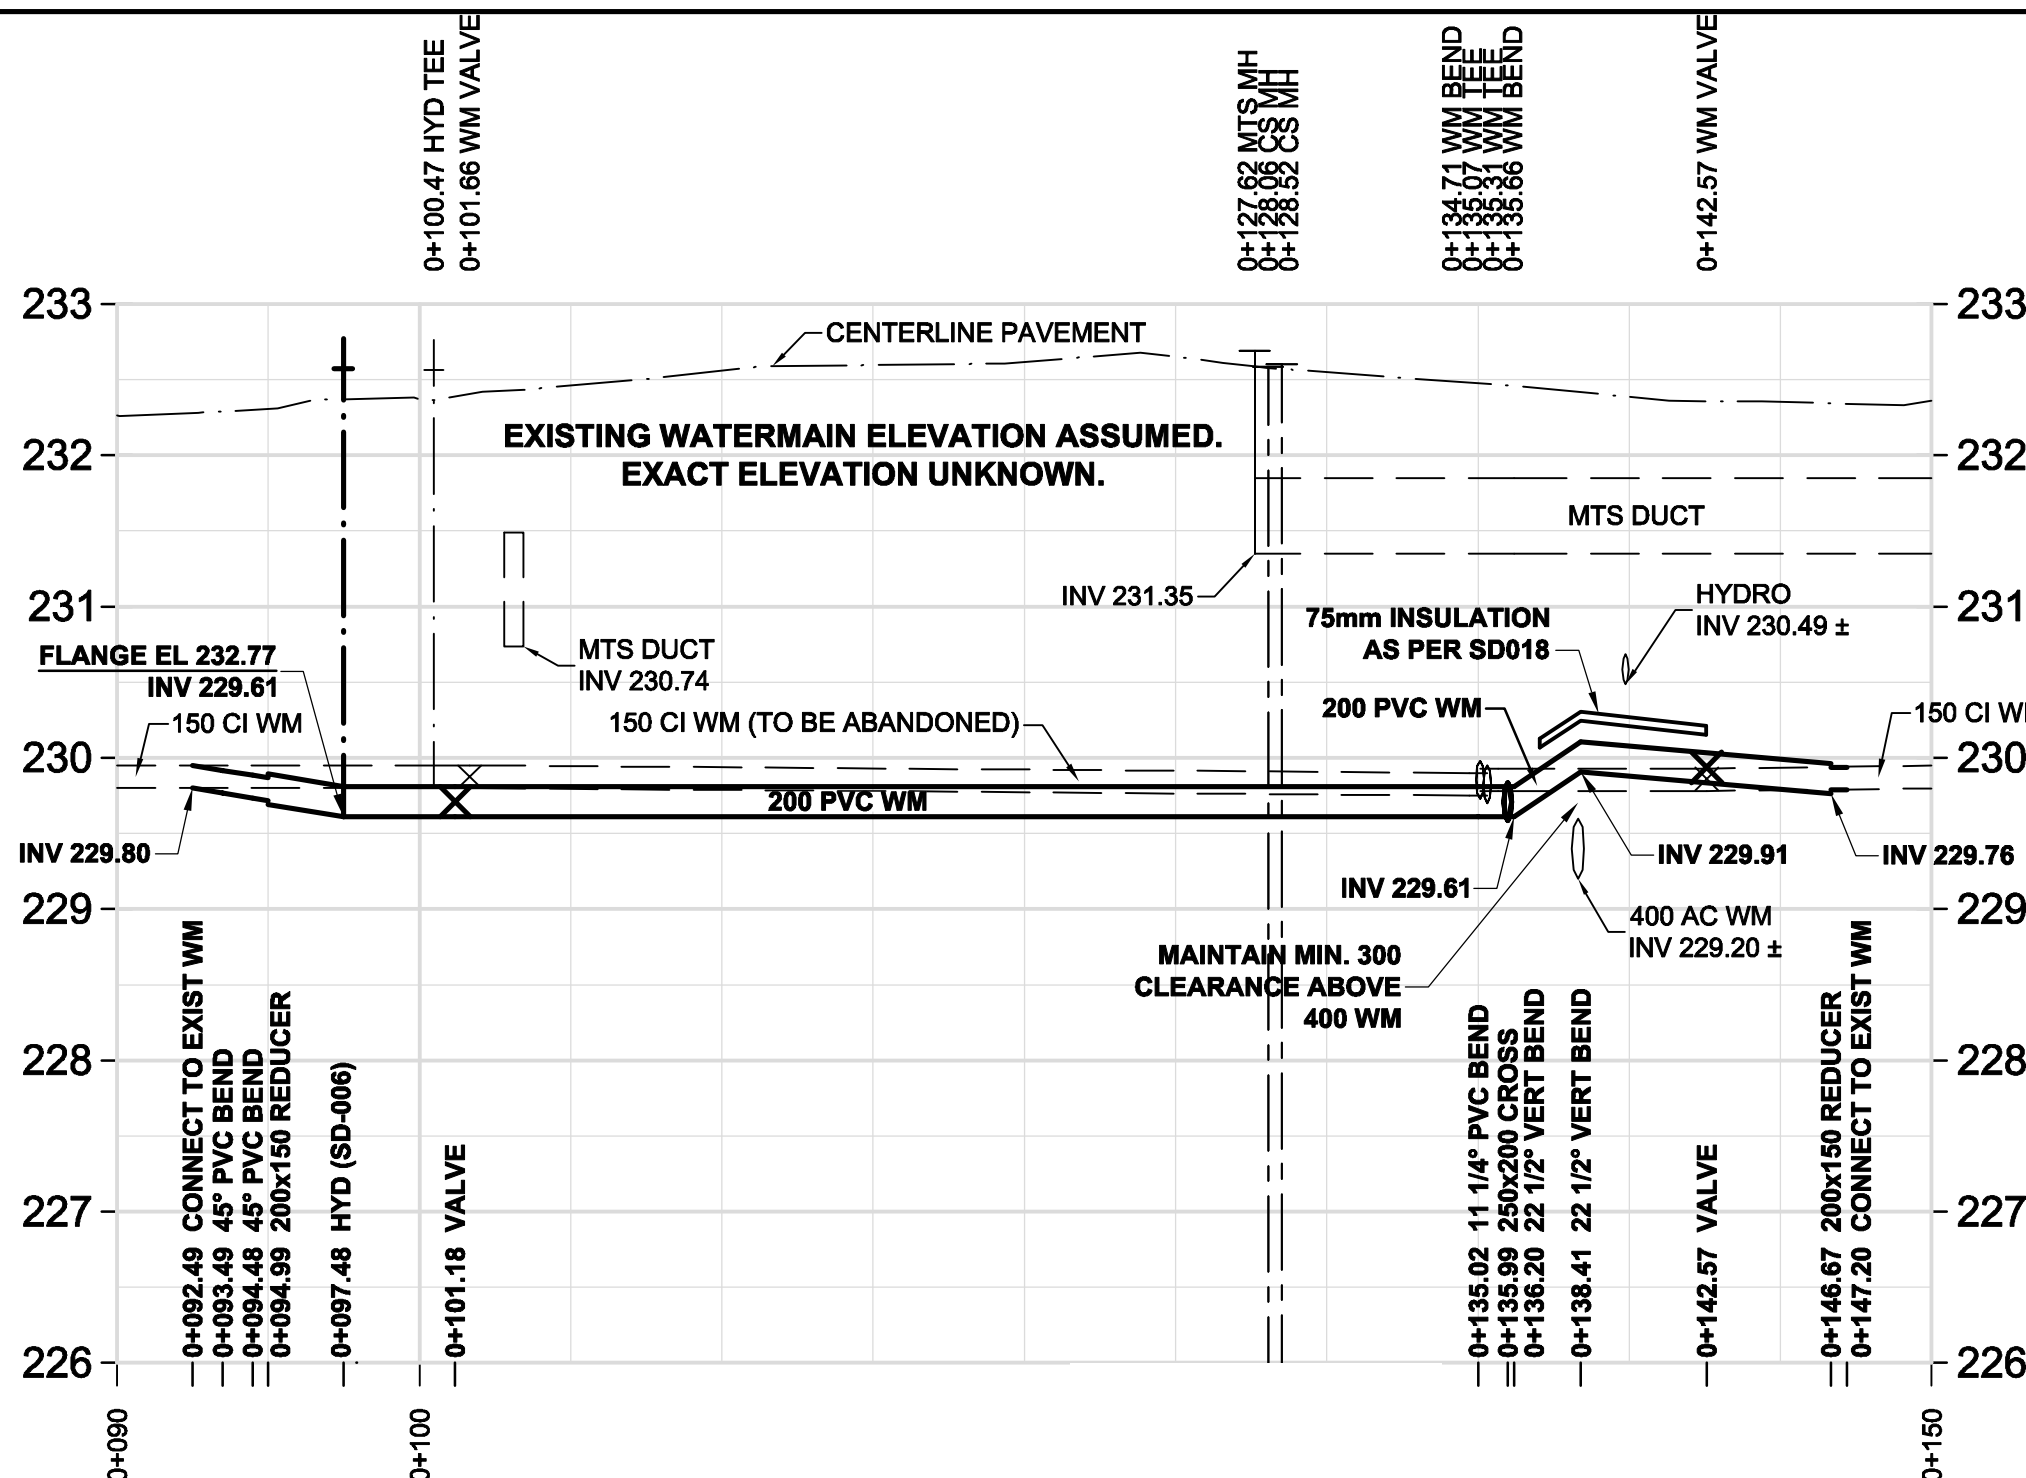 0+100.47 HYD TEE
0+101.66 WM VALVE
0+127.62 MTS MH
0+128.06 CS MH
0+128.52 CS MH
0+134.71 WM BEND
0+135.07 WM TEE
0+135.31 WM TEE
0+135.66 WM BEND
0+142.57 WM VALVE
233
233
CENTERLINE PAVEMENT
EXISTING WATERMAIN ELEVATION ASSUMED.
EXACT ELEVATION UNKNOWN.
232
232
MTS DUCT
INV 231.35
231
231
HYDRO
INV 230.49 ±
75mm INSULATION
AS PER SD018
MTS DUCT
INV 230.74
FLANGE EL 232.77
INV 229.61
150 CI WM
150 CI WM (TO BE ABANDONED)
200 PVC WM
150 CI
230
230
200 PVC WM
INV 229.80
INV 229.91
INV 229.76
INV 229.61
229
229
400 AC WM
INV 229.20 ±
MAINTAIN MIN. 300
CLEARANCE ABOVE
400 WM
228
228
227
227
226
226
0+092.49 CONNECT TO EXIST WM
0+093.49 45° PVC BEND
0+094.48 45° PVC BEND
0+094.99 200x150 REDUCER
0+097.48 HYD (SD-006)
0+101.18 VALVE
0+135.02 11 1/4° PVC BEND
0+135.99 250x200 CROSS
0+136.20 22 1/2° VERT BEND
0+138.41 22 1/2° VERT BEND
0+142.57 VALVE
0+146.67 200x150 REDUCER
0+147.20 CONNECT TO EXIST WM
0+090
0+100
0+150